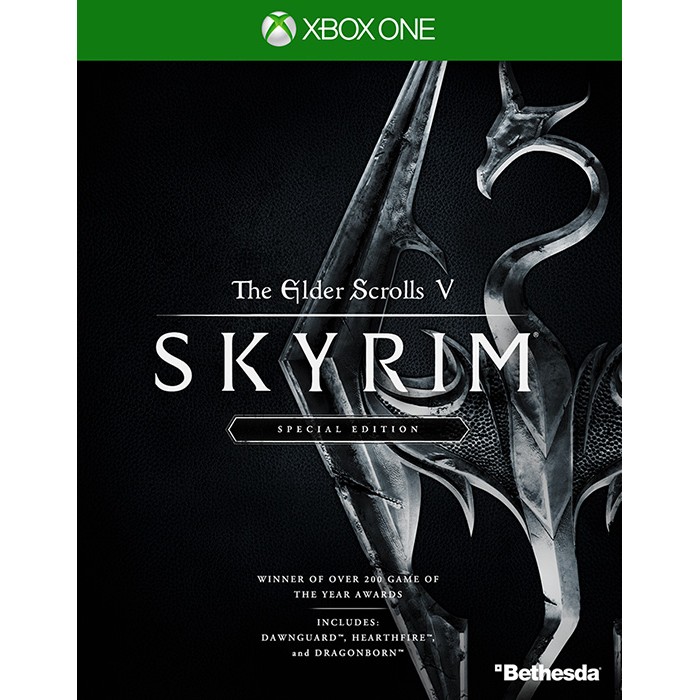 XBOX ONE
The Elder Scrolls V
SKYRIM®
SPECIAL EDITION
WINNER OF OVER 200 GAME OF
THE YEAR AWARDS
INCLUDES:
DAWNGUARD™, HEARTHFIRE™,
and DRAGONBORN™
Bethesda®